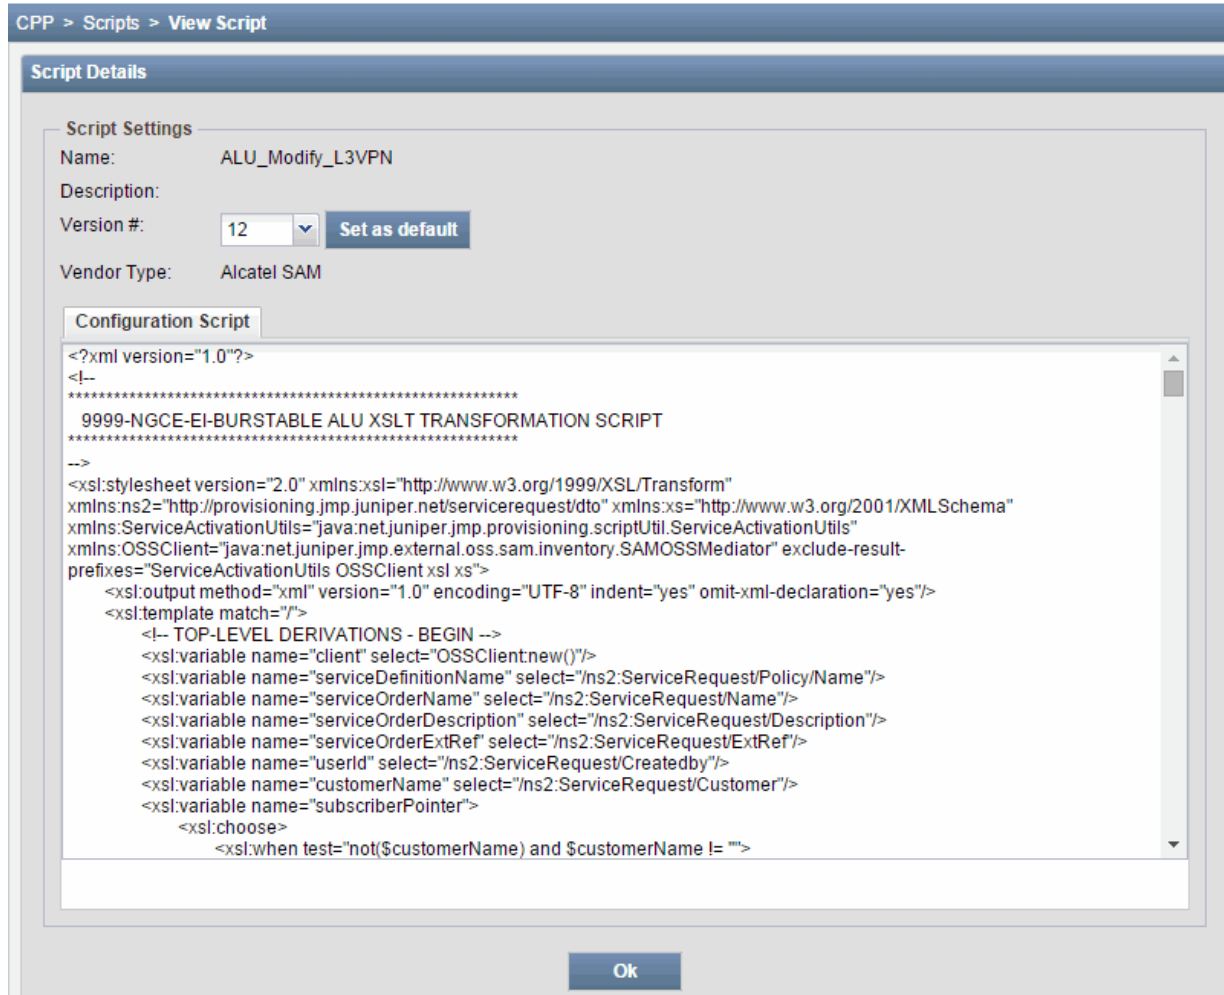 CPP > Scripts > View Script
Script Details
Script Settings
Name: ALU_Modify_L3VPN
Description:
Version #: 12 Set as default
Vendor Type: Alcatel SAM
Configuration Script
<?xml version="1.0"?>
<!--
***********************************************************
9999-NGCE-EI-BURSTABLE ALU XSLT TRANSFORMATION SCRIPT
***********************************************************
-->
<xsl:stylesheet version="2.0" xmlns:xsl="http://www.w3.org/1999/XSL/Transform"
xmlns:ns2="http://provisioning.jmp.juniper.net/servicerequest/dto" xmlns:xs="http://www.w3.org/2001/XMLSchema"
xmlns:ServiceActivationUtils="java:net.juniper.jmp.provisioning.scriptUtil.ServiceActivationUtils"
xmlns:OSSClient="java:net.juniper.jmp.external.oss.sam.inventory.SAMOSSMediator" exclude-result-
prefixes="ServiceActivationUtils OSSClient xsl xs">
<xsl:output method="xml" version="1.0" encoding="UTF-8" indent="yes" omit-xml-declaration="yes"/>
<xsl:template match="/">
<!-- TOP-LEVEL DERIVATIONS - BEGIN -->
<xsl:variable name="client" select="OSSClient:new()"/>
<xsl:variable name="serviceDefinitionName" select="/ns2:ServiceRequest/Policy/Name"/>
<xsl:variable name="serviceOrderName" select="/ns2:ServiceRequest/Name"/>
<xsl:variable name="serviceOrderDescription" select="/ns2:ServiceRequest/Description"/>
<xsl:variable name="serviceOrderExtRef" select="/ns2:ServiceRequest/ExtRef"/>
<xsl:variable name="userId" select="/ns2:ServiceRequest/Createdby"/>
<xsl:variable name="customerName" select="/ns2:ServiceRequest/Customer"/>
<xsl:variable name="subscriberPointer">
<xsl:choose>
<xsl:when test="not($customerName) and $customerName != ''">
Ok